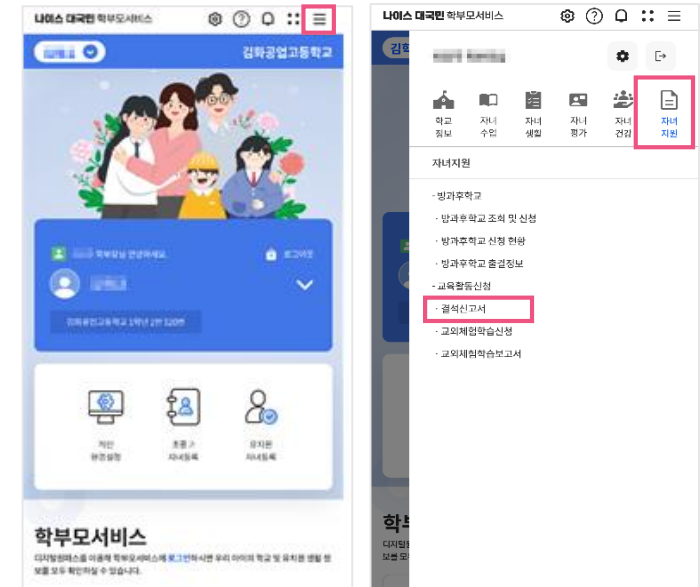 나이스 대국민 학부모서비스
김화공업고등학교
학부모님 안녕하세요.
로그아웃
김화공업고등학교 1학년 2반
개인
환경설정
초중고
자녀등록
유치원
자녀등록
학부모서비스
디지털원패스를 이용해 학부모서비스에 로그인하시면 우리 아이의 학교 및 유치원 생활 정
보를 모두 확인하실 수 있습니다.
나이스 대국민 학부모서비스
학교
정보
자녀
수업
자녀
생활
자녀
평가
자녀
건강
자녀
지원
자녀지원
- 방과후학교
· 방과후학교 조회 및 신청
· 방과후학교 신청 현황
· 방과후학교 출결정보
- 교육활동신청
· 결석신고서
· 교외체험학습신청
· 교외체험학습보고서